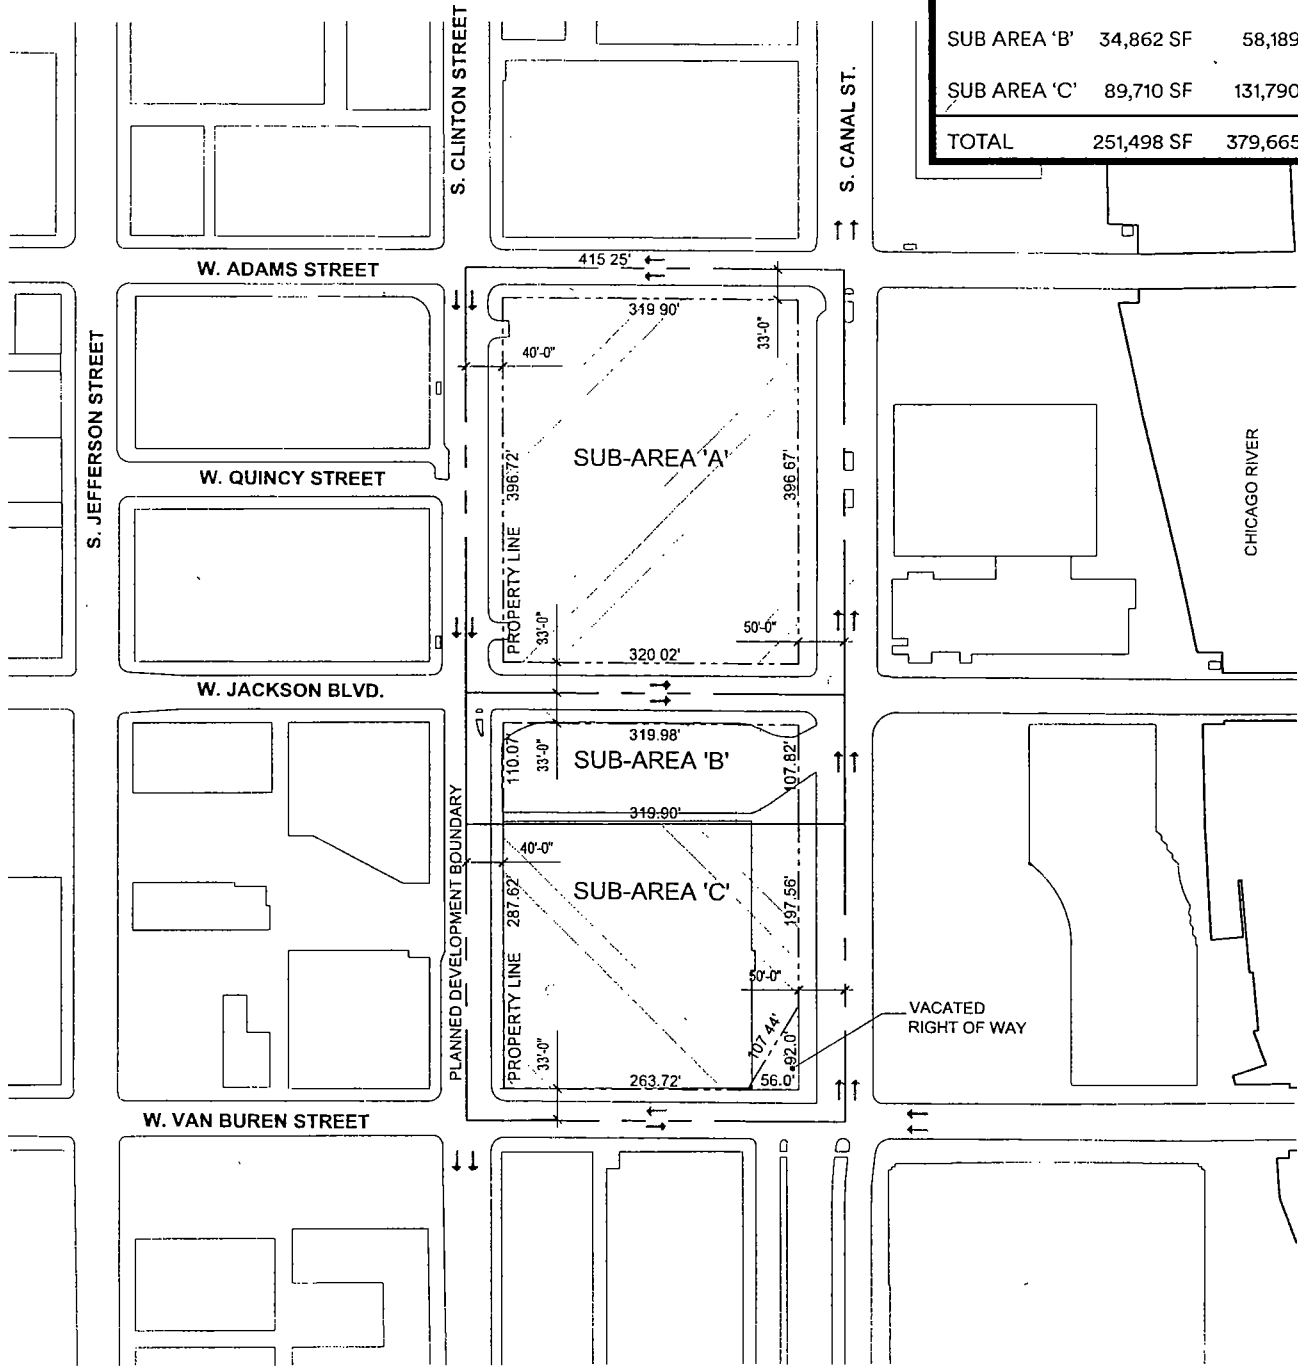 SUB AREA 'B' 34,862 SF 58,189
SUB AREA 'C' 89,710 SF 131,790
TOTAL 251,498 SF 379,665
S. CLINTON STREET
S. CANAL ST.
W. ADAMS STREET
415 25'
319 90'
33'-0"
40'-0"
S. JEFFERSON STREET
SUB-AREA 'A'
396.72'
396 67'
W. QUINCY STREET
CHICAGO RIVER
PROPERTY LINE
33'-0"
50'-0"
320.02'
W. JACKSON BLVD.
319.98'
110.07'
33'-0"
SUB-AREA 'B'
107.82'
319.90'
PLANNED DEVELOPMENT BOUNDARY
40'-0"
287.62'
SUB-AREA 'C'
197.56'
PROPERTY LINE
50'-0"
VACATED
RIGHT OF WAY
107.44'
92.0'
33'-0"
263.72'
56.0'
W. VAN BUREN STREET